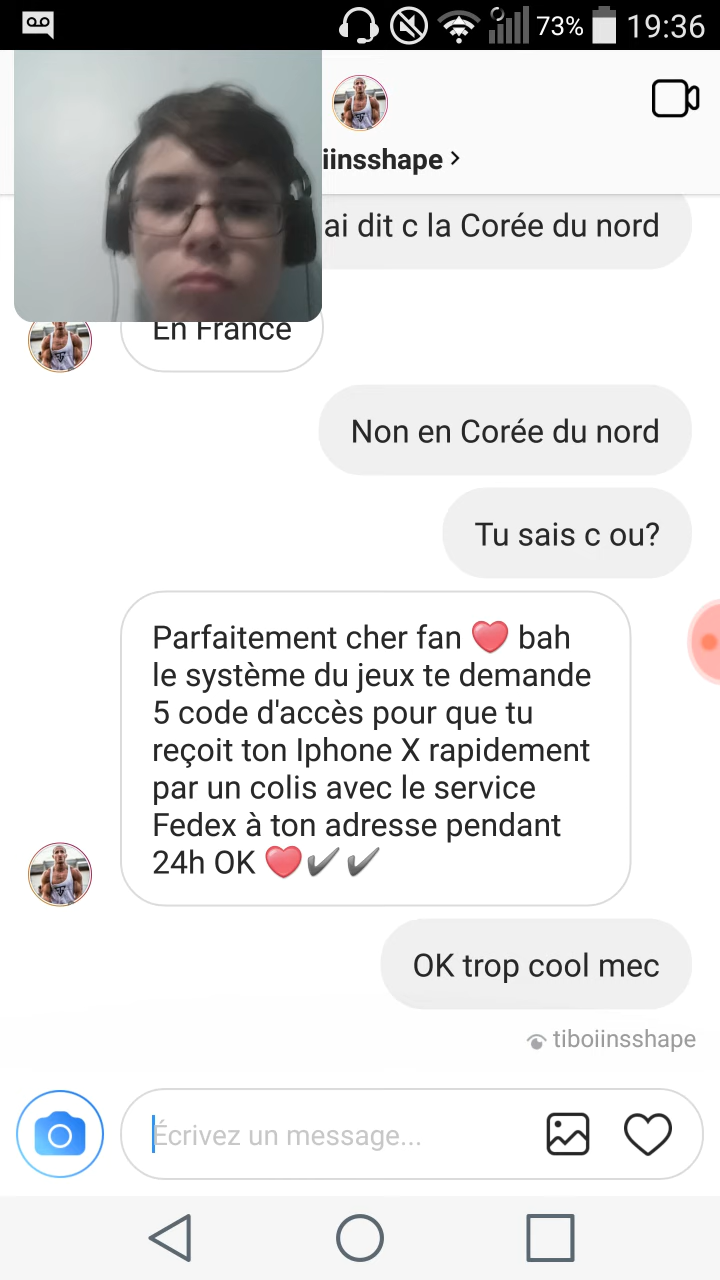 73% 19:36
iinsshape >
ai dit c la Corée du nord
En France
Non en Corée du nord
Tu sais c ou?
Parfaitement cher fan ❤️ bah
le système du jeux te demande
5 code d'accès pour que tu
reçoit ton Iphone X rapidement
par un colis avec le service
Fedex à ton adresse pendant
24h OK ❤️✔️✔️
OK trop cool mec
tiboiinsshape
Écrivez un message...